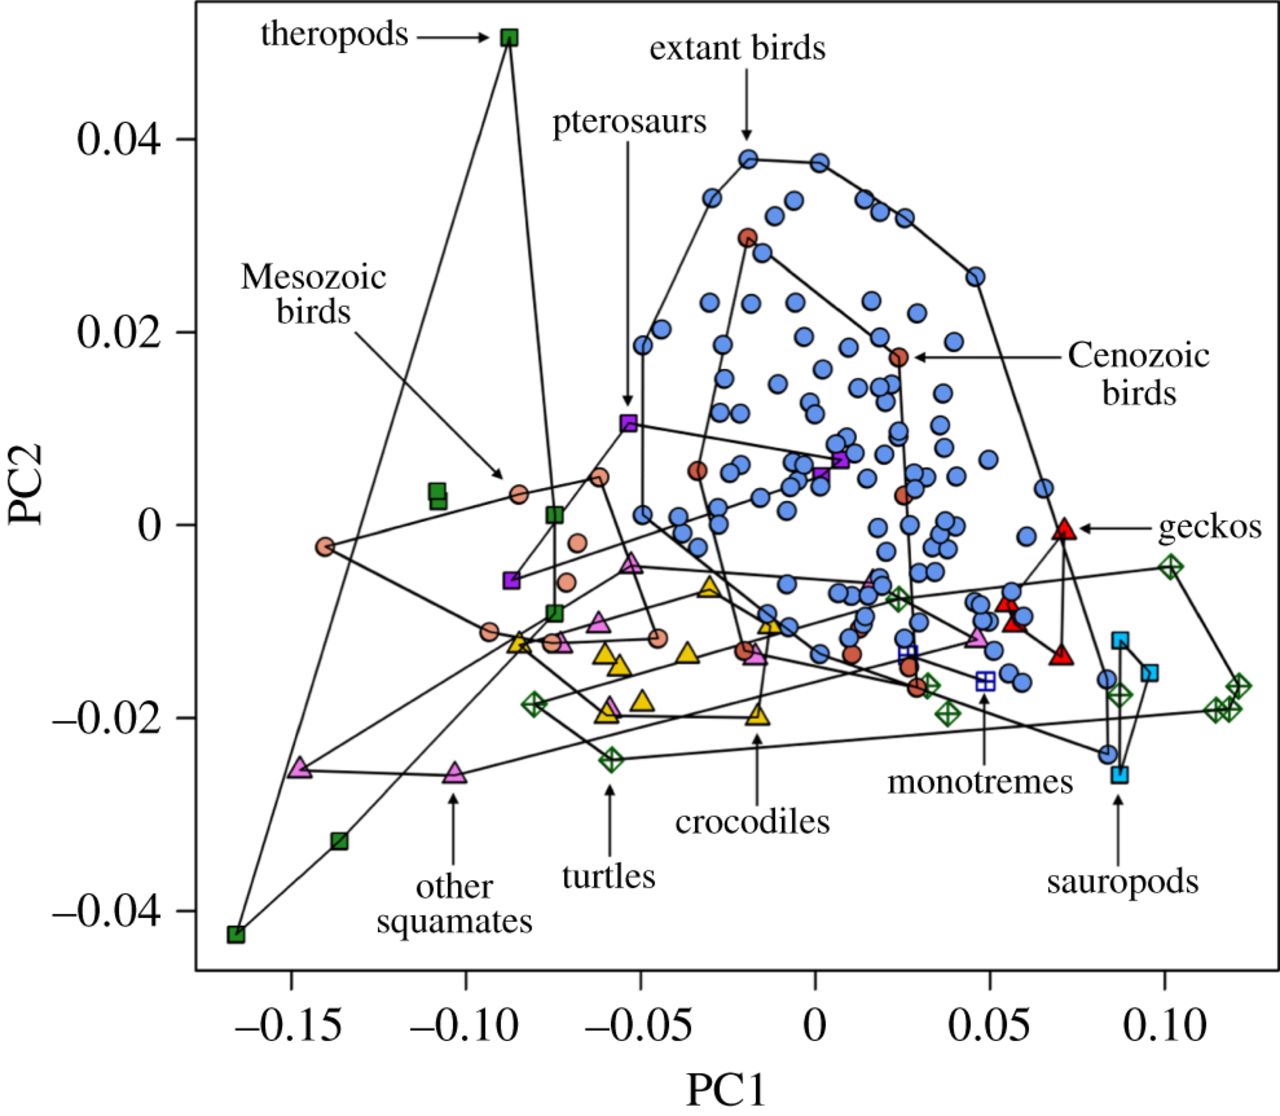 theropods
extant birds
pterosaurs
0.04
Mesozoic
birds
0.02
Cenozoic
birds
PC2
0
geckos
–0.02
monotremes
crocodiles
turtles
sauropods
other
squamates
–0.04
–0.15
–0.10
–0.05
0
0.05
0.10
PC1